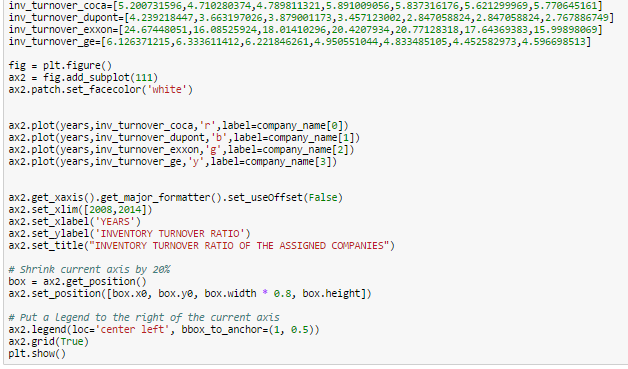 inv_turnover_coca=[5.200731596,4.710280374,4.789811321,5.891009056,5.837316176,5.621299969,5.770645161]
inv_turnover_dupont=[4.239218447,3.663197026,3.879001173,3.457123002,2.847058824,2.847058824,2.767886749]
inv_turnover_exxon=[24.67448051,16.08525924,18.01410296,20.4207934,20.77128318,17.64369383,15.99898069]
inv_turnover_ge=[6.126371215,6.333611412,6.221846261,4.950551044,4.833485105,4.452582973,4.596698513]
fig = plt.figure()
ax2 = fig.add_subplot(111)
ax2.patch.set_facecolor('white')
ax2.plot(years,inv_turnover_coca,'r',label=company_name[0])
ax2.plot(years,inv_turnover_dupont,'b',label=company_name[1])
ax2.plot(years,inv_turnover_exxon,'g',label=company_name[2])
ax2.plot(years,inv_turnover_ge,'y',label=company_name[3])
ax2.get_xaxis().get_major_formatter().set_useOffset(False)
ax2.set_xlim([2008,2014])
ax2.set_xlabel('YEARS')
ax2.set_ylabel('INVENTORY TURNOVER RATIO')
ax2.set_title("INVENTORY TURNOVER RATIO OF THE ASSIGNED COMPANIES")
# Shrink current axis by 20%
box = ax2.get_position()
ax2.set_position([box.x0, box.y0, box.width * 0.8, box.height])
# Put a legend to the right of the current axis
ax2.legend(loc='center left', bbox_to_anchor=(1, 0.5))
ax2.grid(True)
plt.show()